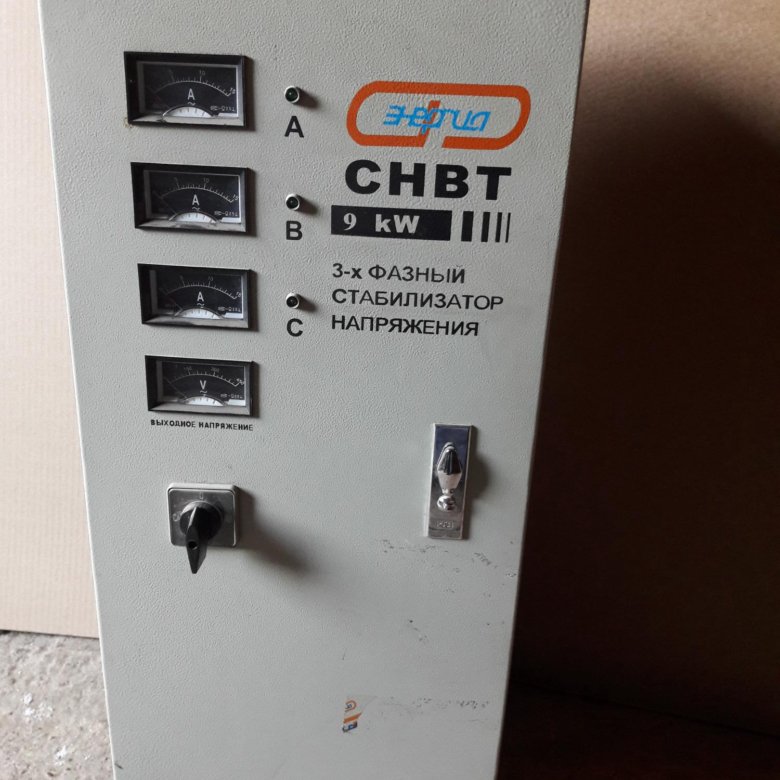 A
A
энергия
СНВТ
A
B
9 kW
3-х ФАЗНЫЙ
A
СТАБИЛИЗАТОР
C
НАПРЯЖЕНИЯ
V
ВЫХОДНОЕ НАПРЯЖЕНИЕ